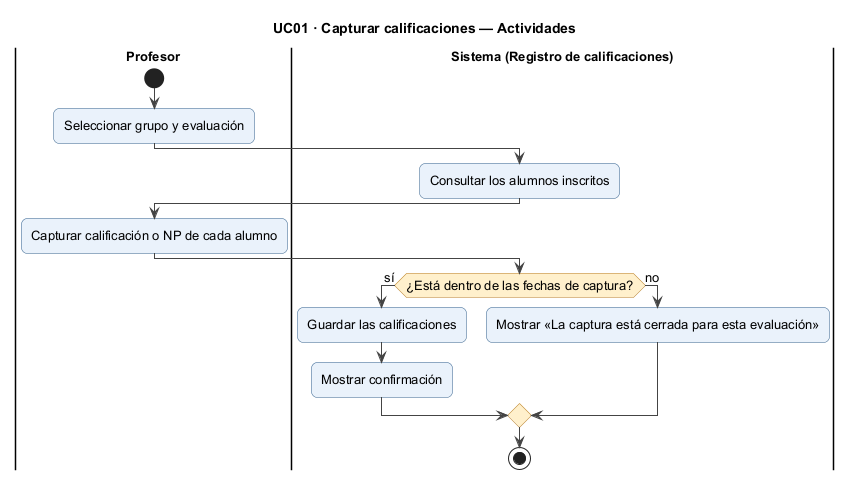 UC01 · Capturar calificaciones — Actividades
Profesor
Sistema (Registro de calificaciones)
Seleccionar grupo y evaluación
Consultar los alumnos inscritos
Capturar calificación o NP de cada alumno
¿Está dentro de las fechas de captura?
sí
no
Guardar las calificaciones
Mostrar «La captura está cerrada para esta evaluación»
Mostrar confirmación